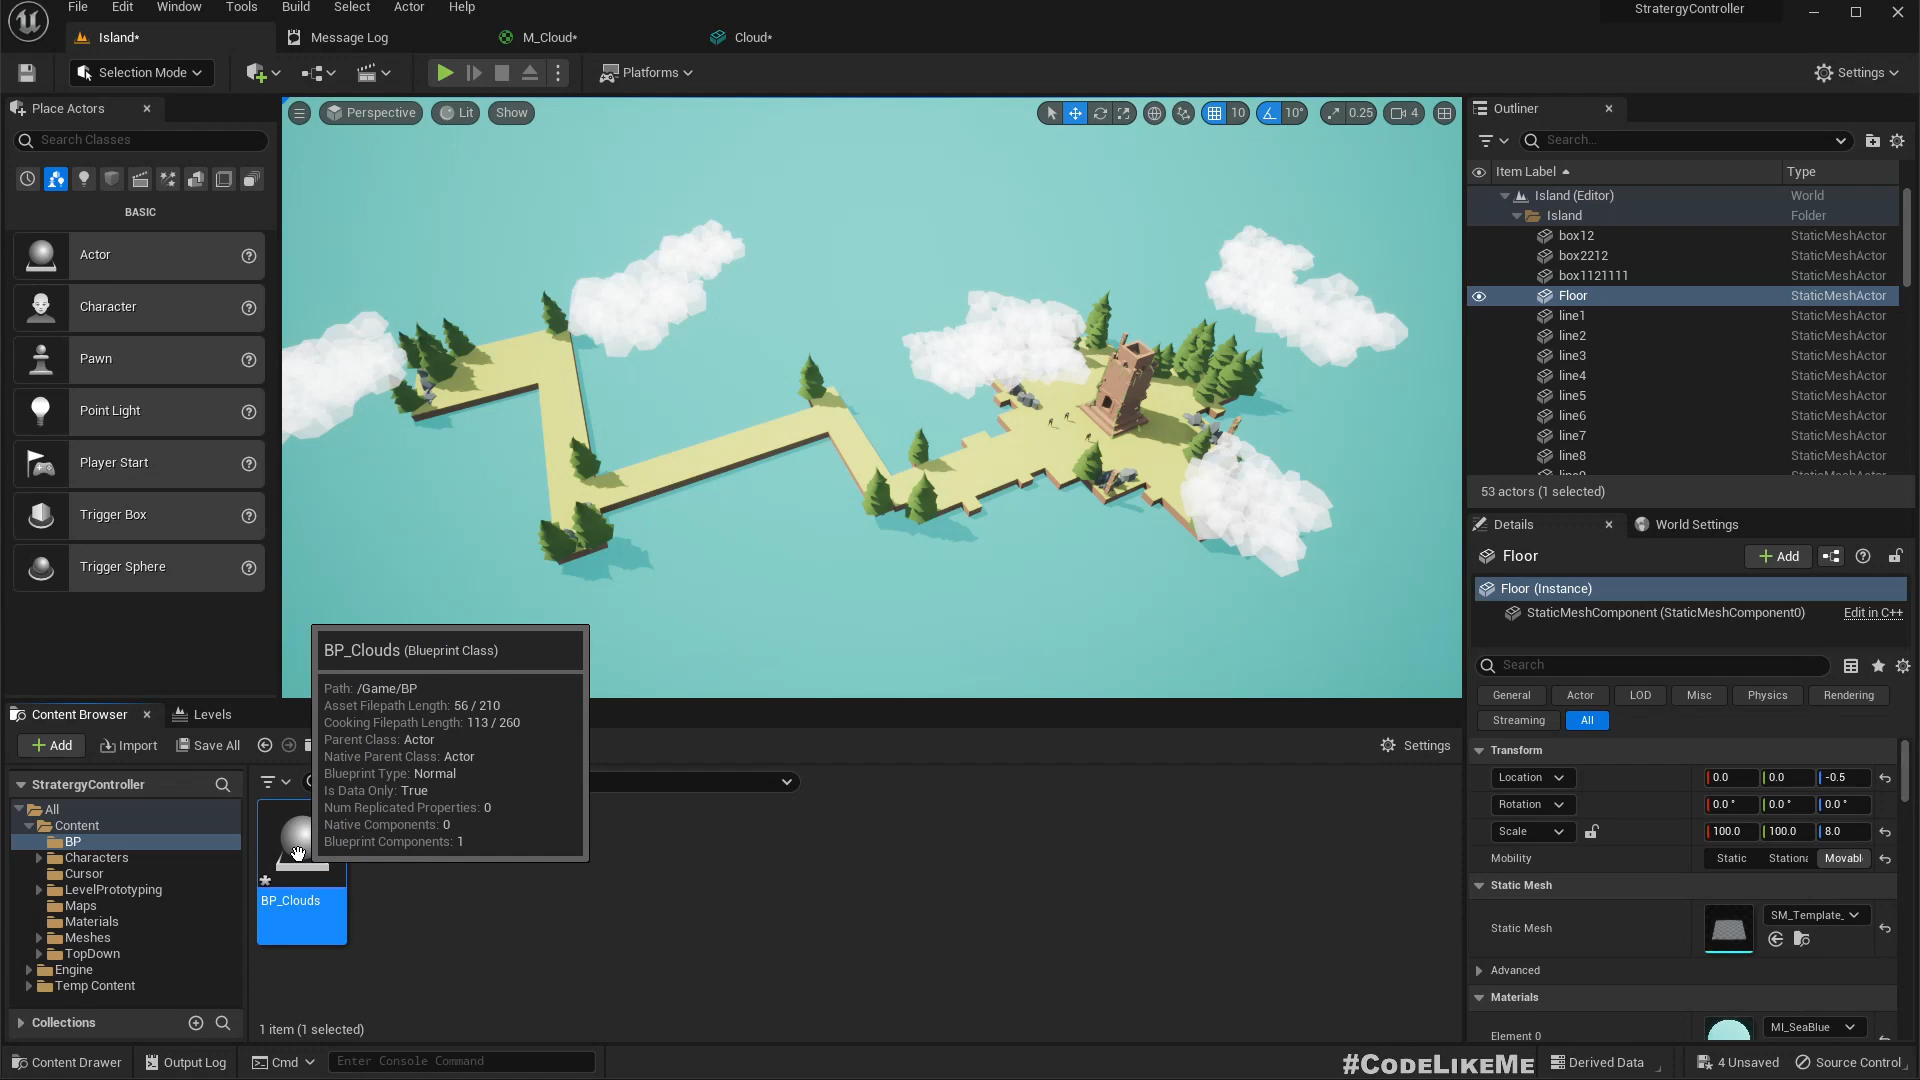 File Edit Window Tools Build Select Actor Help
StratergyController
Island*
Message Log
M_Cloud*
Cloud*
Selection Mode
Platforms
Settings
Place Actors
Search Classes
BASIC
Actor
Character
Pawn
Point Light
Player Start
Trigger Box
Trigger Sphere
Perspective
Lit
Show
10
10°
0.25
4
Outliner
Search...
Item Label
Type
Island (Editor) World
Island Folder
box12 StaticMeshActor
box2212 StaticMeshActor
box1121111 StaticMeshActor
Floor StaticMeshActor
line1 StaticMeshActor
line2 StaticMeshActor
line3 StaticMeshActor
line4 StaticMeshActor
line5 StaticMeshActor
line6 StaticMeshActor
line7 StaticMeshActor
line8 StaticMeshActor
53 actors (1 selected)
Details
World Settings
Floor
Add
Floor (Instance)
StaticMeshComponent (StaticMeshComponent0) Edit in C++
Search
General Actor LOD Misc Physics Rendering
Streaming All
Transform
Location 0.0 0.0 -0.5
Rotation 0.0° 0.0° 0.0°
Scale 100.0 100.0 8.0
Mobility Static Stationa Movabl
Static Mesh
Static Mesh SM_Template_
Advanced
Materials
Element 0 MI_SeaBlue
BP_Clouds (Blueprint Class)
Path: /Game/BP
Asset Filepath Length: 56 / 210
Cooking Filepath Length: 113 / 260
Parent Class: Actor
Native Parent Class: Actor
Blueprint Type: Normal
Is Data Only: True
Num Replicated Properties: 0
Native Components: 0
Blueprint Components: 1
Content Browser
Levels
Add
Import
Save All
Settings
StratergyController
All
Content
BP
Characters
Cursor
LevelPrototyping
Maps
Materials
Meshes
TopDown
Engine
Temp Content
Collections
BP_Clouds
1 item (1 selected)
Content Drawer
Output Log
Cmd
Enter Console Command
#CODELIKEME
Derived Data
4 Unsaved
Source Control